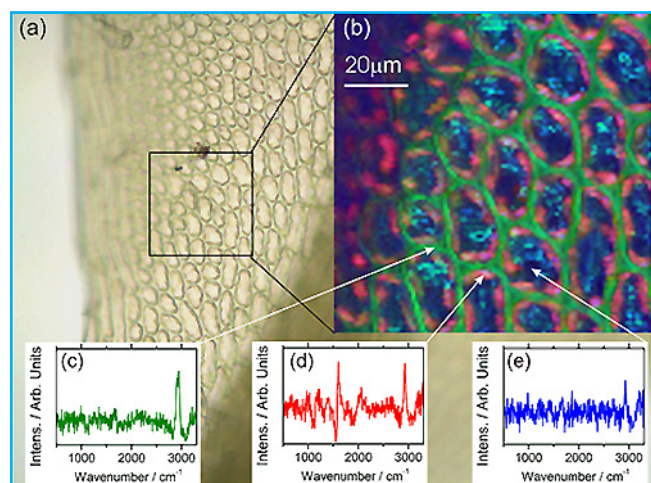 (a)
(b)
20μm
(c)
(d)
(e)
Intens. / Arb. Units
1000 2000 3000
Wavenumber / cm⁻¹
Intens. / Arb. Units
1000 2000 3000
Wavenumber / cm⁻¹
Intens. / Arb. Units
1000 2000 3000
Wavenumber / cm⁻¹